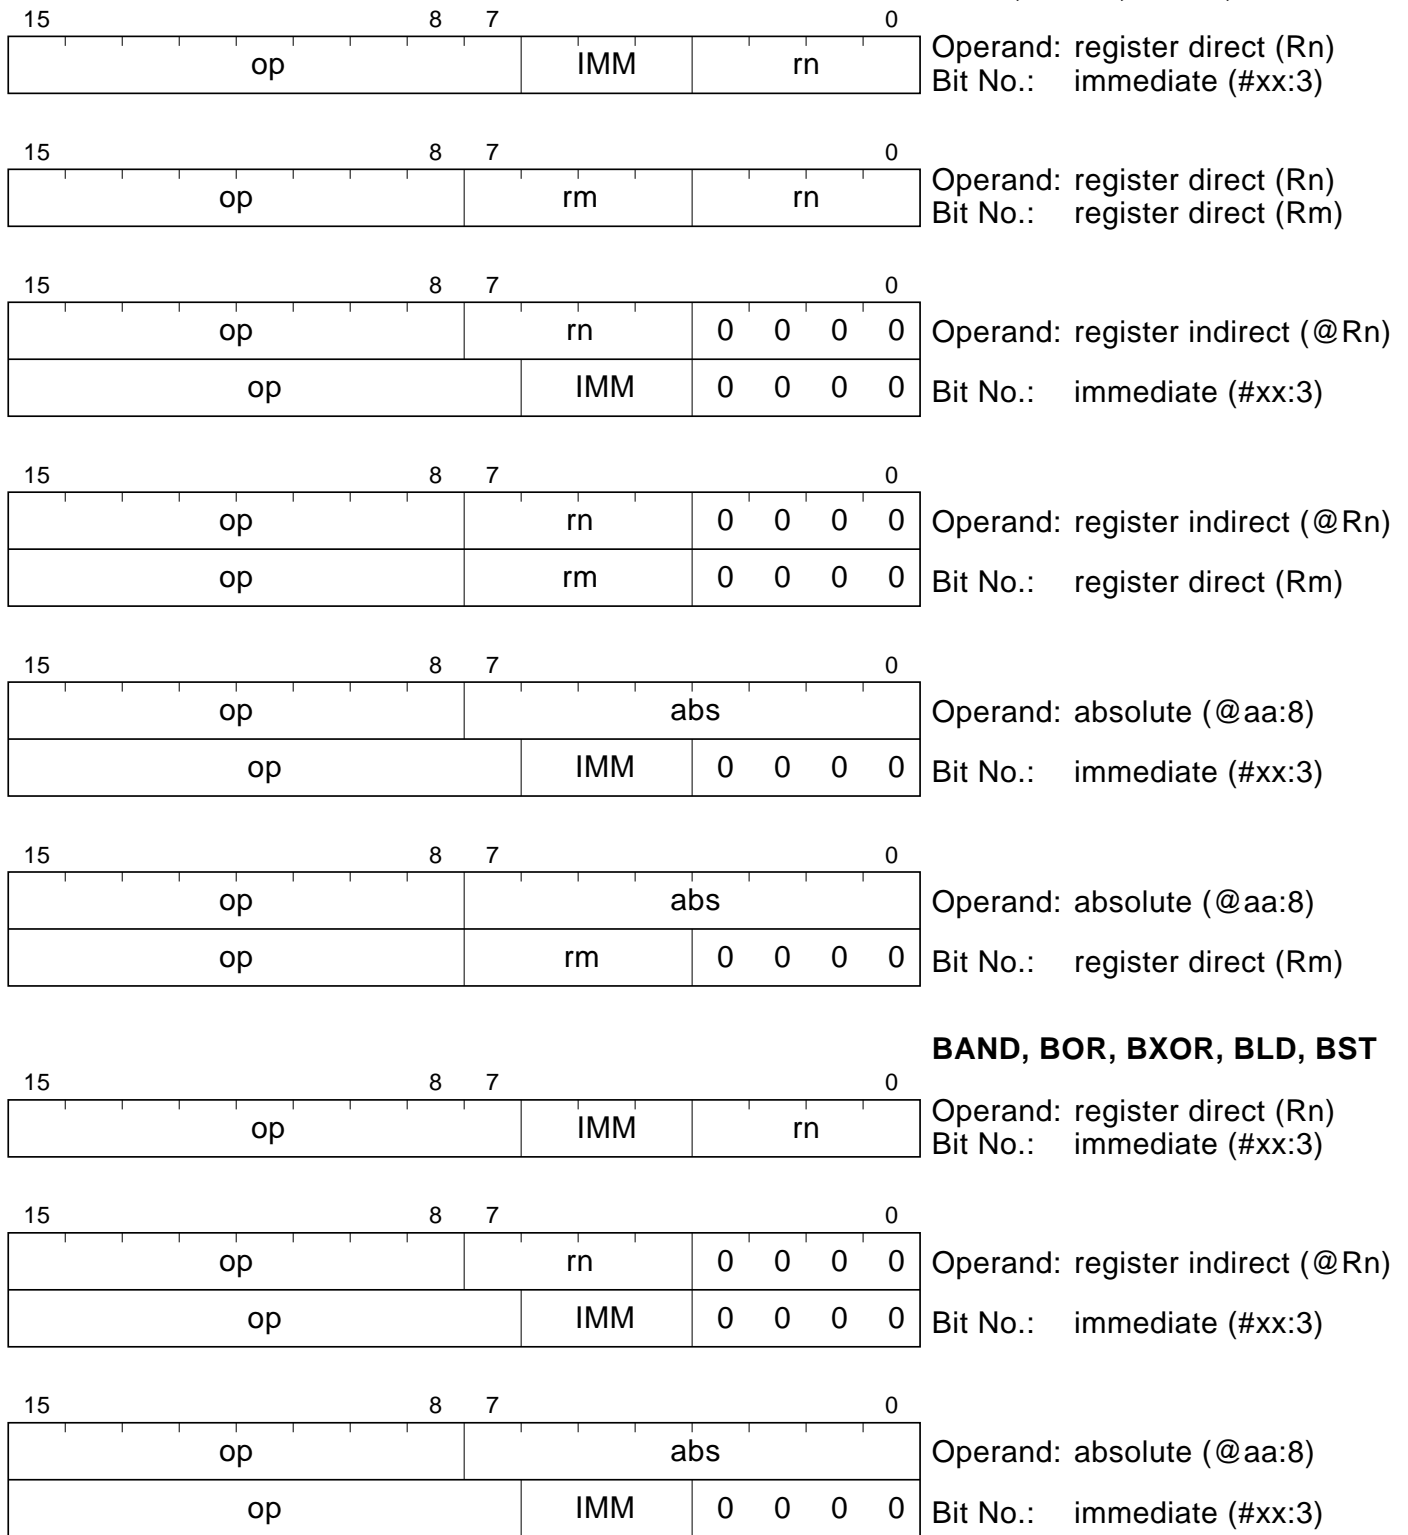 15 8 7 0
op IMM rn
Operand: register direct (Rn)
Bit No.: immediate (#xx:3)
15 8 7 0
op rm rn
Operand: register direct (Rn)
Bit No.: register direct (Rm)
15 8 7 0
op rn 0 0 0 0 Operand: register indirect (@Rn)
op IMM 0 0 0 0 Bit No.: immediate (#xx:3)
15 8 7 0
op rn 0 0 0 0 Operand: register indirect (@Rn)
op rm 0 0 0 0 Bit No.: register direct (Rm)
15 8 7 0
op abs Operand: absolute (@aa:8)
op IMM 0 0 0 0 Bit No.: immediate (#xx:3)
15 8 7 0
op abs Operand: absolute (@aa:8)
op rm 0 0 0 0 Bit No.: register direct (Rm)
BAND, BOR, BXOR, BLD, BST
15 8 7 0
op IMM rn
Operand: register direct (Rn)
Bit No.: immediate (#xx:3)
15 8 7 0
op rn 0 0 0 0 Operand: register indirect (@Rn)
op IMM 0 0 0 0 Bit No.: immediate (#xx:3)
15 8 7 0
op abs Operand: absolute (@aa:8)
op IMM 0 0 0 0 Bit No.: immediate (#xx:3)